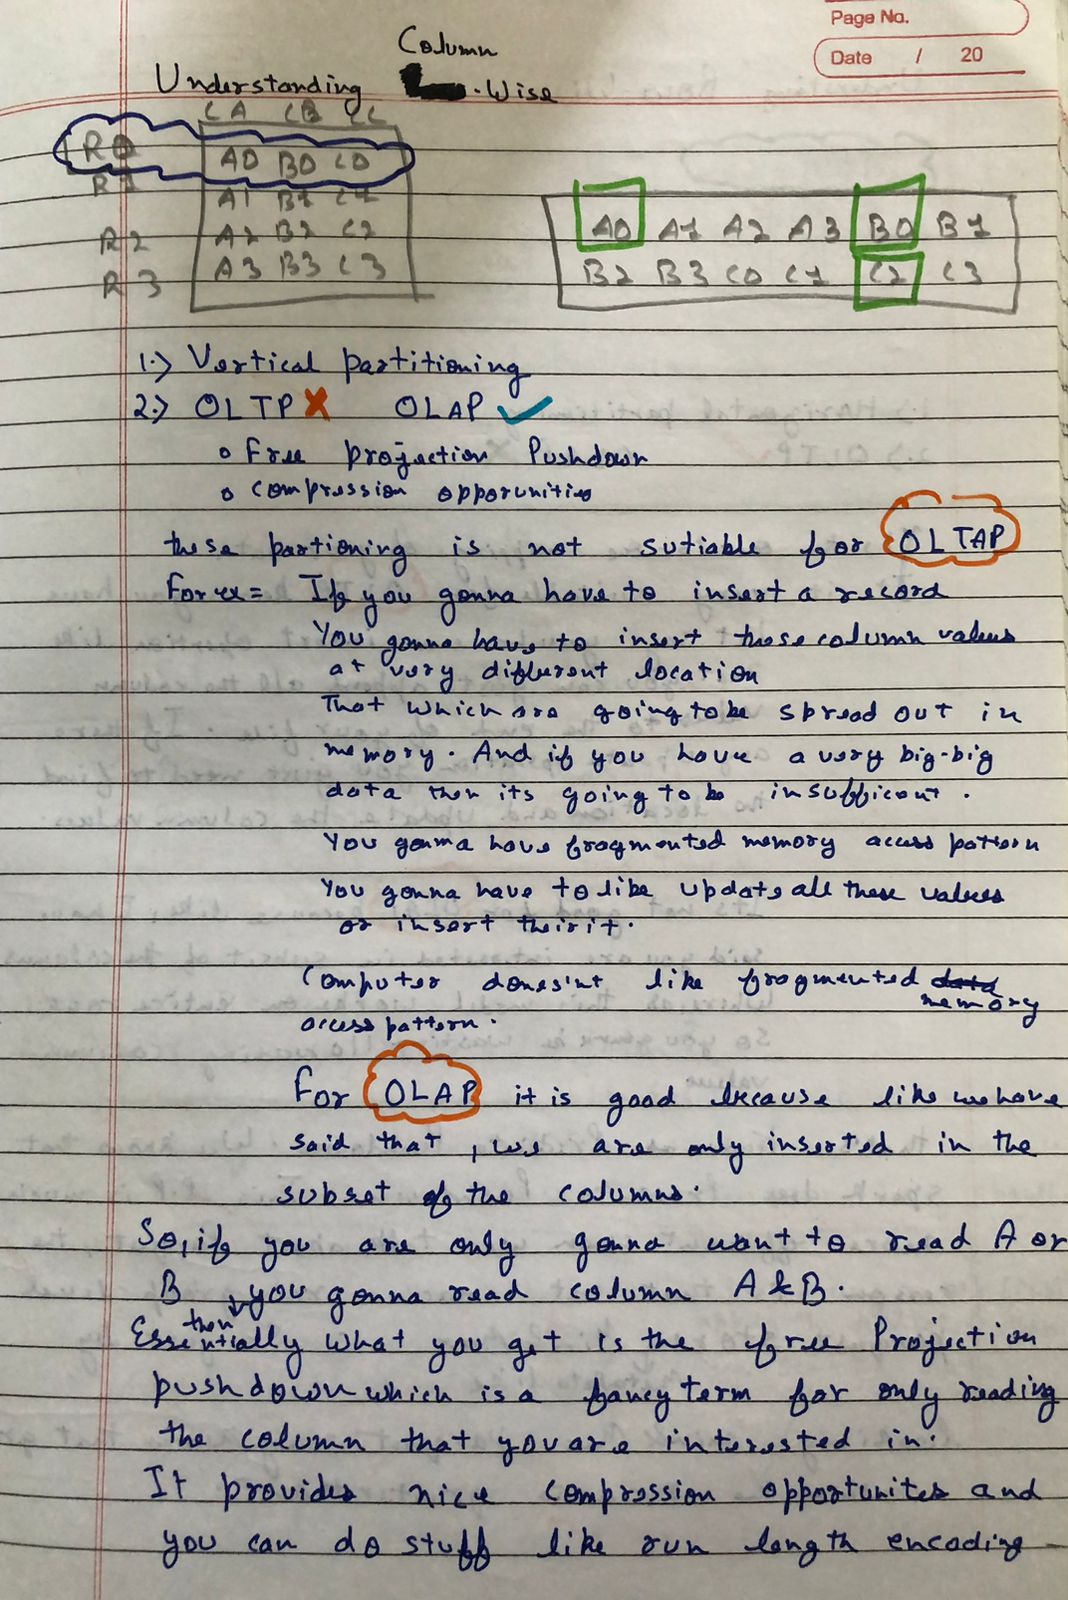 Page No.
Date / 20
Column
Understanding -Wise
CA CB CC
R0 A0 B0 C0
R1 A1 B1 C1
R2 A2 B2 C2
R3 A3 B3 C3
A0 A1 A2 A3 B0 B1
B2 B3 C0 C1 C2 C3
1.> Vertical partitioning
2.> OLTP ✗ OLAP ✓
o Free projection Pushdown
o Compression opporunities
these partioning is not sutiable for OLTAP
For ex = If you gonna have to insert a record
You gonna have to insert these column values
at very different location
That which are going to be spread out in
memory. And if you have a very big-big
data then its going to be insufficent.
You gonna have fragmented memory access pattern
You gonna have to like update all these values
or insert their it.
Computer dones'nt like fragmented data
memory
access pattern.
For OLAP it is good because like we have
said that, we are only insterted in the
subset of the columns.
So, if you are only gonna want to read A or
B then you gonna read column A & B.
Essentially what you get is the free Projection
pushdown which is a fancy term for only reading
the column that you are interested in.
It provides nice compression opportunites and
you can do stuff like run length encoding